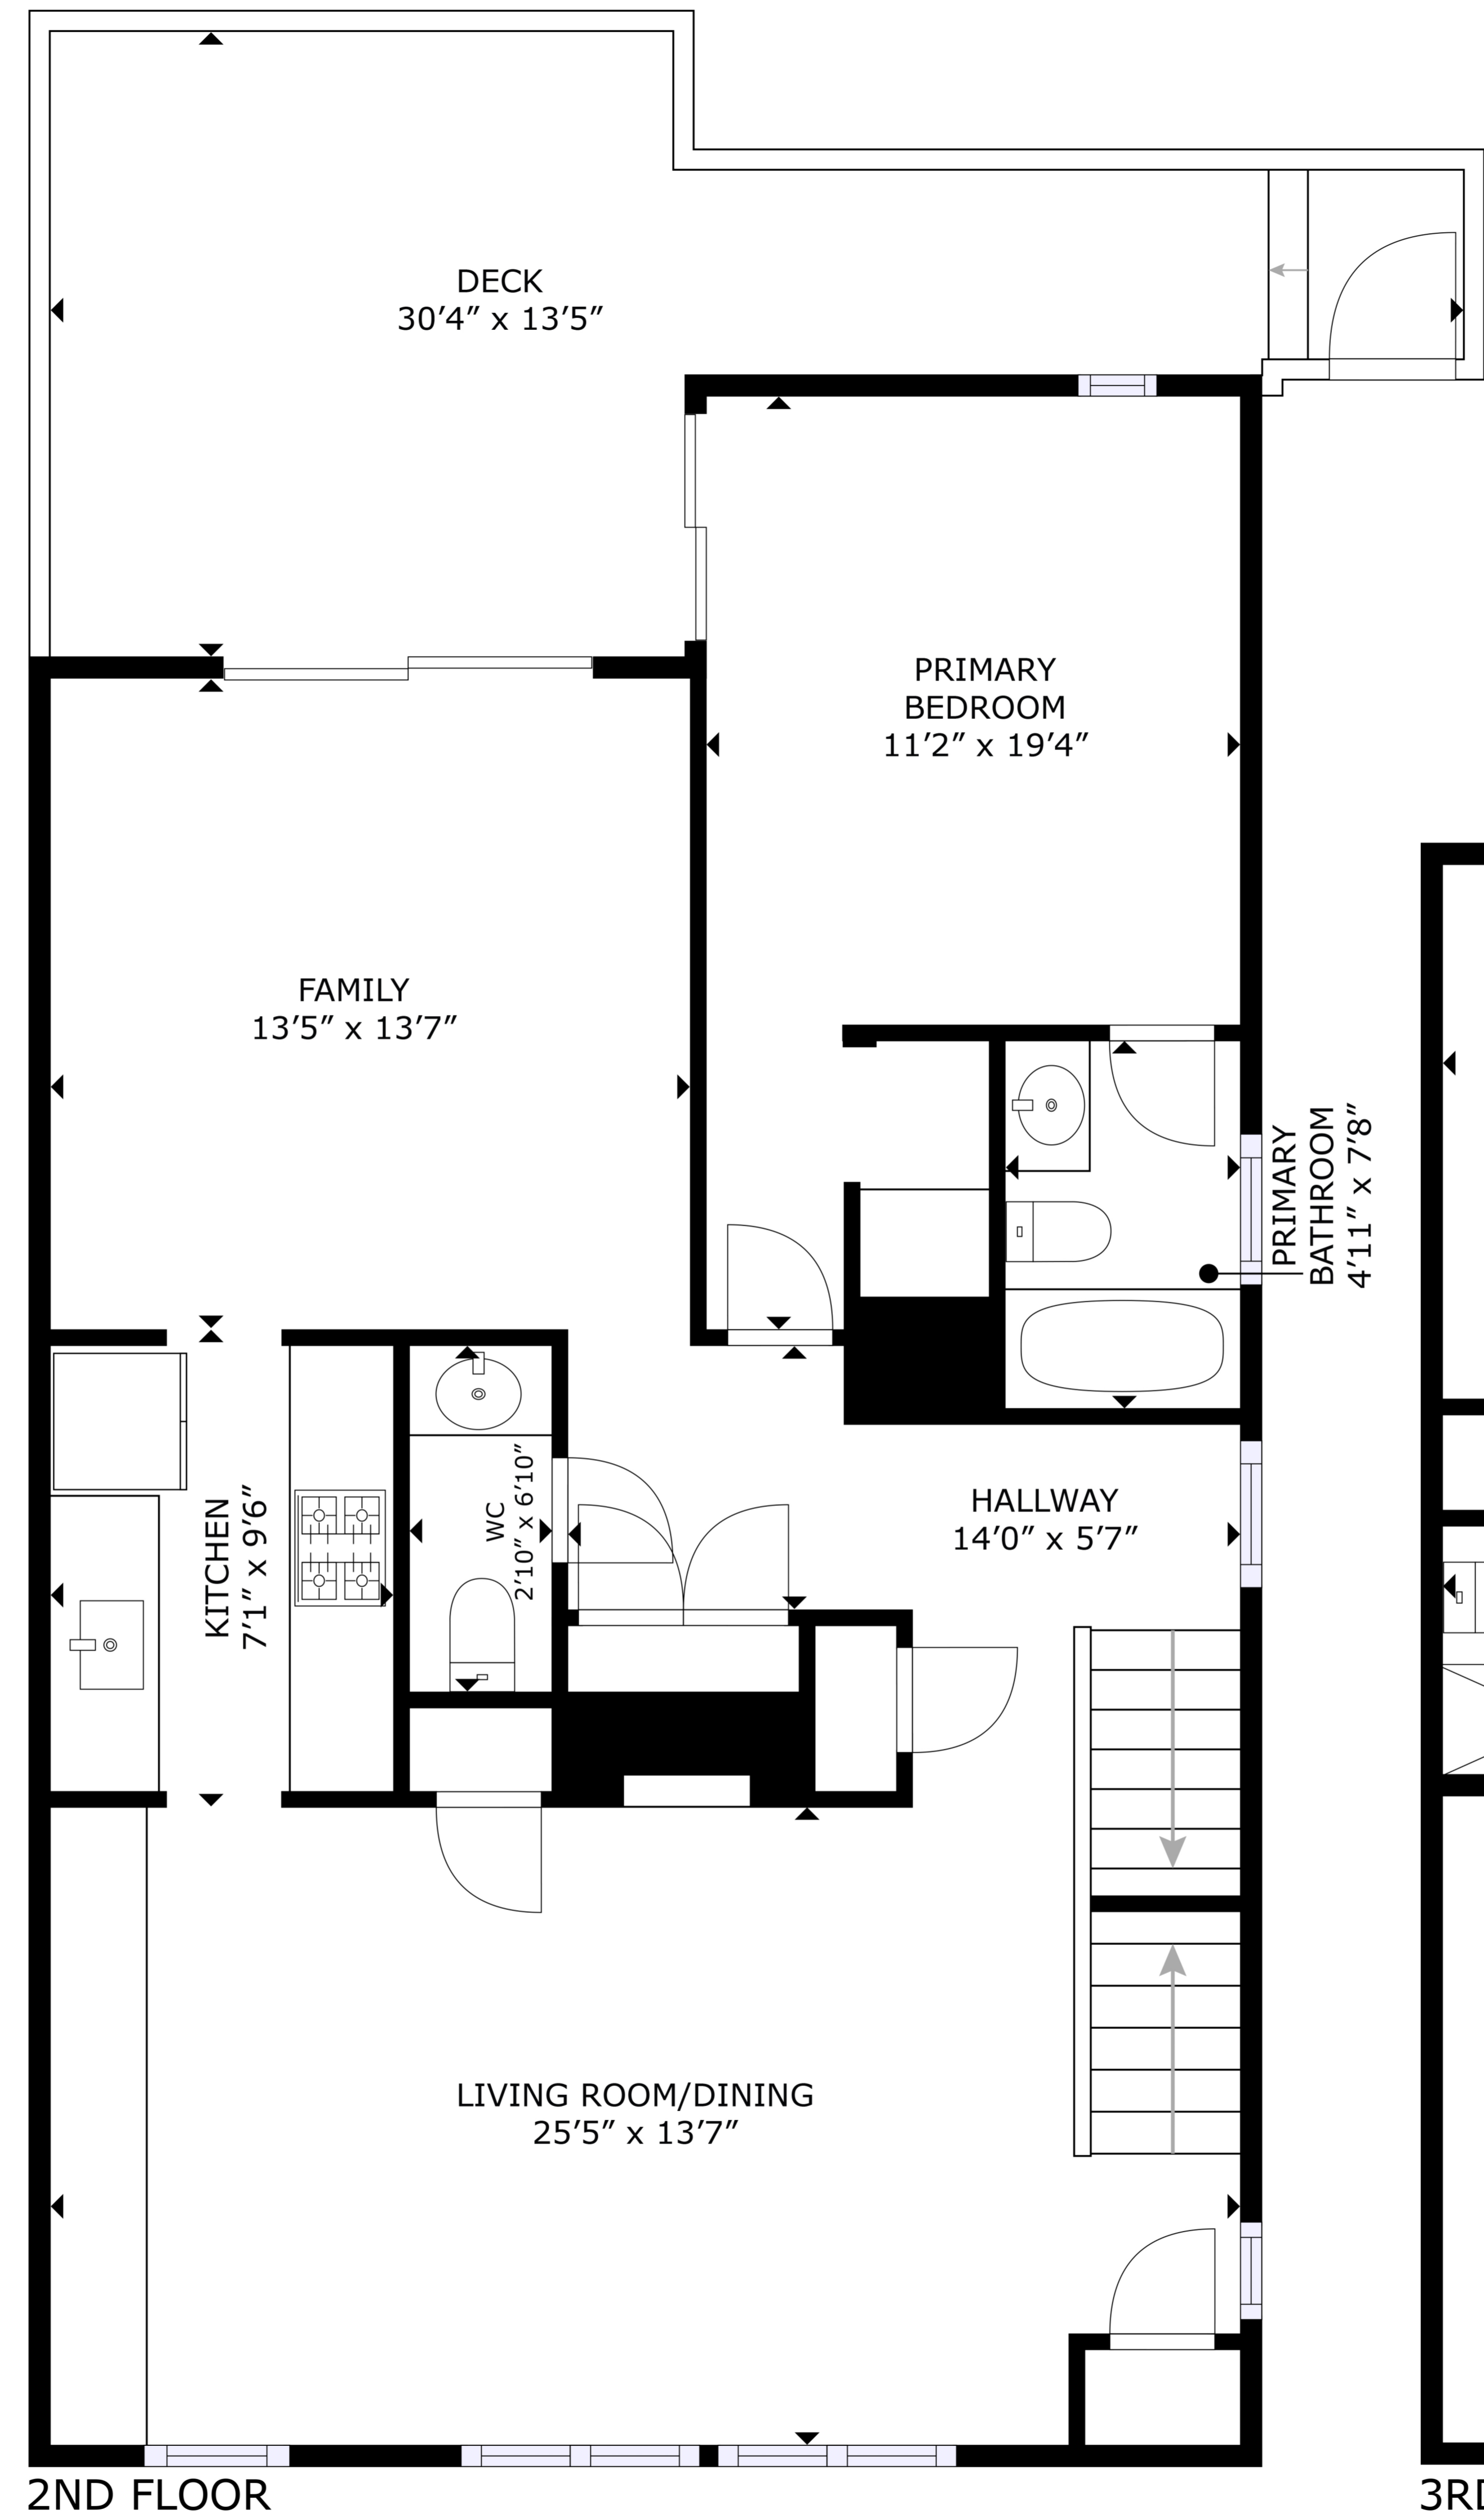 DECK
30'4" x 13'5"
PRIMARY
BEDROOM
11'2" x 19'4"
FAMILY
13'5" x 13'7"
PRIMARY
BATHROOM
4'11" x 7'8"
KITCHEN
7'1" x 9'6"
WC
2'10" x 6'10"
HALLWAY
14'0" x 5'7"
LIVING ROOM/DINING
25'5" x 13'7"
2ND FLOOR
3RD